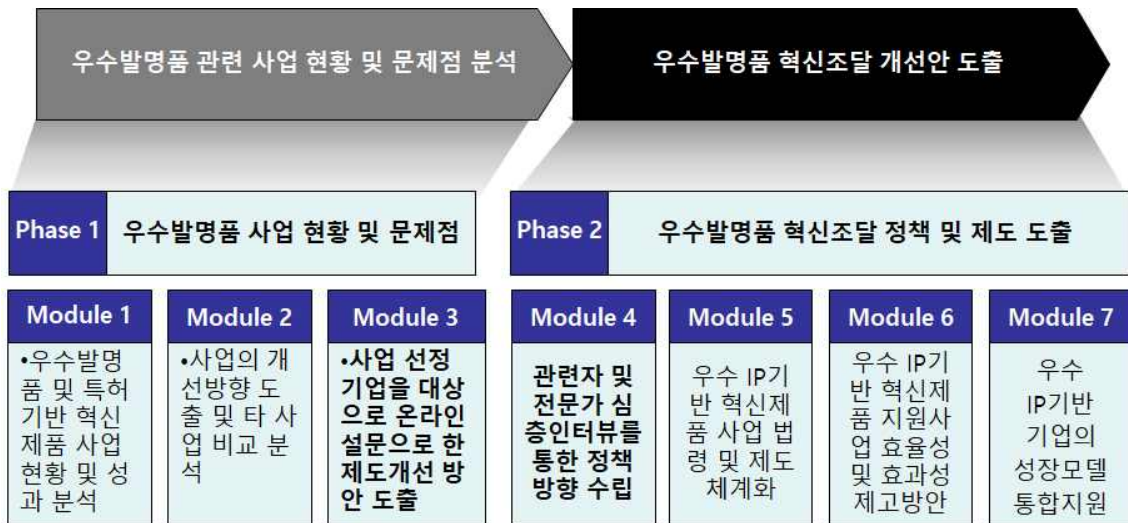 우수발명품 관련 사업 현황 및 문제점 분석
우수발명품 혁신조달 개선안 도출
Phase 1
우수발명품 사업 현황 및 문제점
Phase 2
우수발명품 혁신조달 정책 및 제도 도출
Module 1
•우수발명
품 및 특허
기반 혁신
제품 사업
현황 및 성
과 분석
Module 2
•사업의 개
선방향 도
출 및 타 사
업 비교 분
석
Module 3
•사업 선정
기업을 대상
으로 온라인
설문으로 한
제도개선 방
안 도출
Module 4
관련자 및
전문가 심
층인터뷰를
통한 정책
방향 수립
Module 5
우수 IP기
반 혁신제
품 사업 법
령 및 제도
체계화
Module 6
우수 IP기
반 혁신제
품 지원사
업 효율성
및 효과성
제고방안
Module 7
우수
IP기반
기업의
성장모델
통합지원